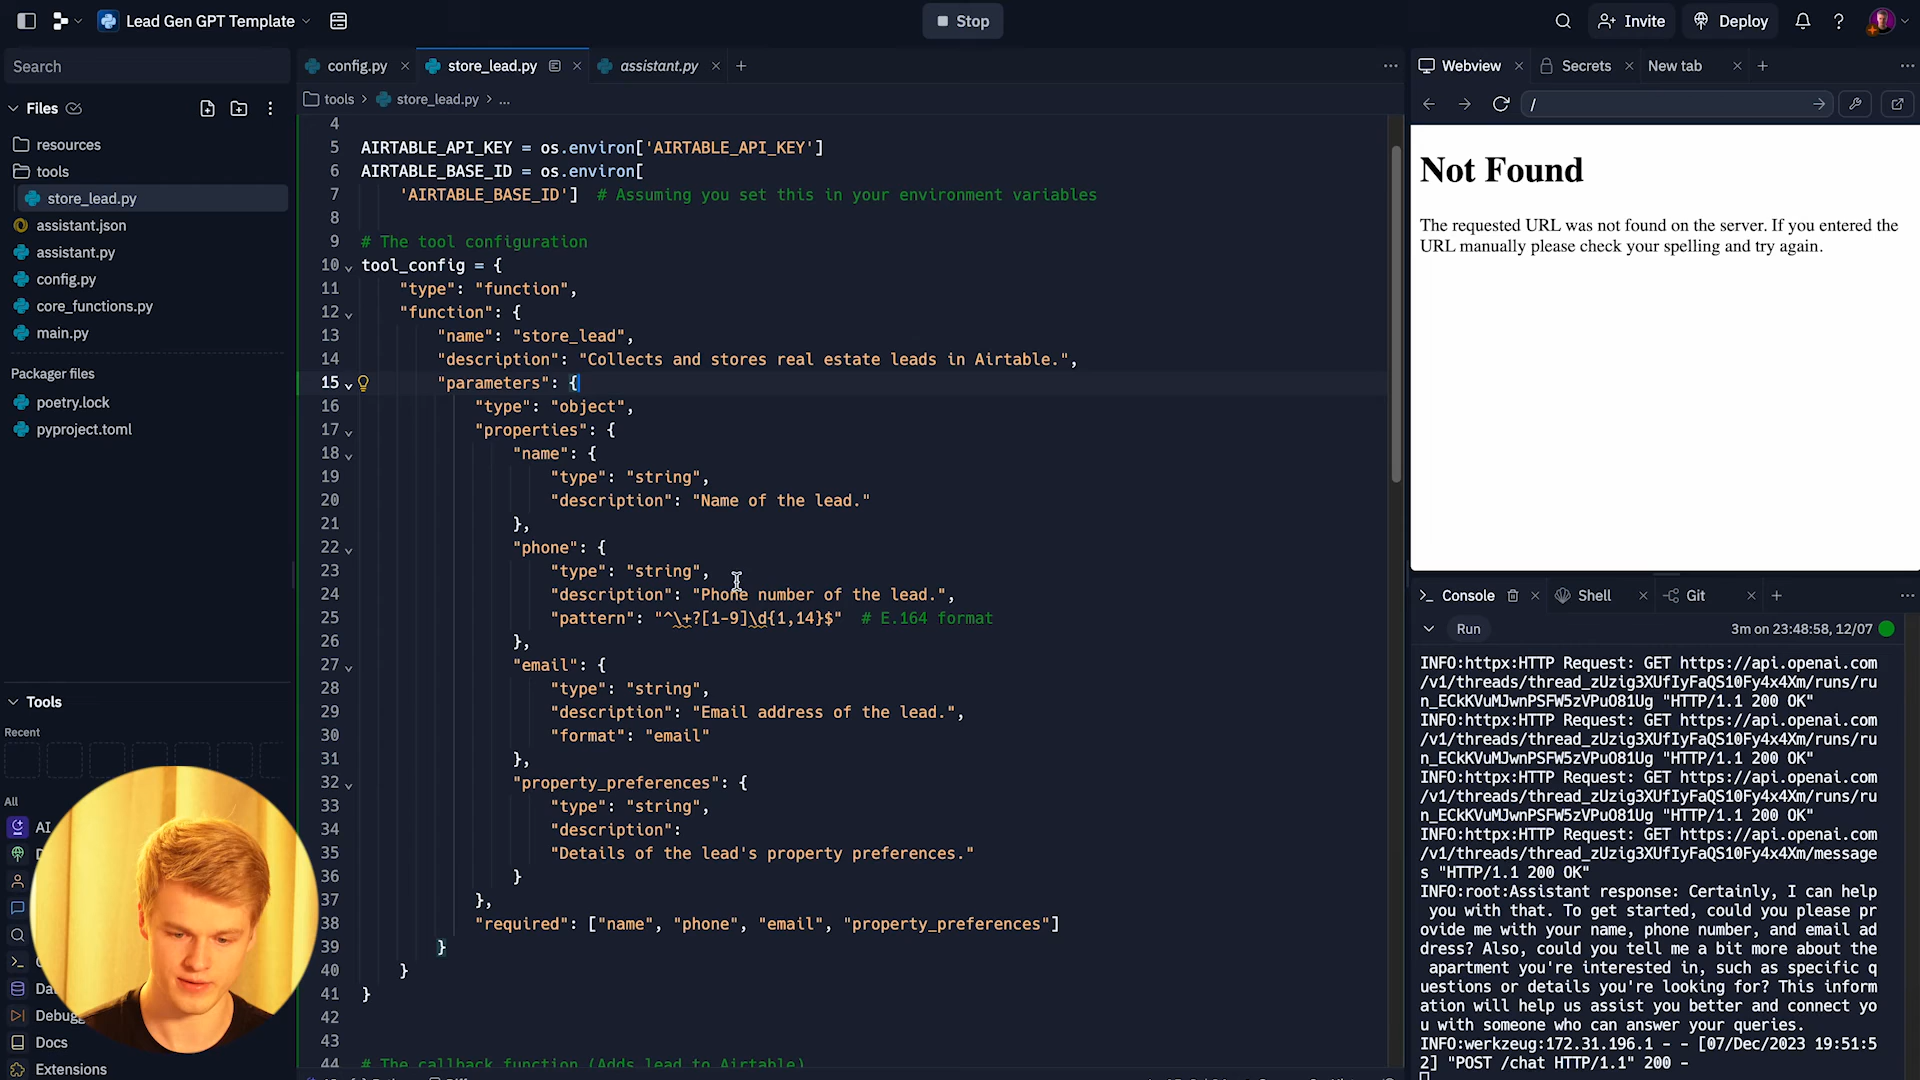 Lead Gen GPT Template
Stop
Invite
Deploy
Search
config.py
store_lead.py
assistant.py
Webview
Secrets
New tab
Files
tools
store_lead.py
...
/
resources
tools
store_lead.py
assistant.json
assistant.py
config.py
core_functions.py
main.py
Packager files
poetry.lock
pyproject.toml
Tools
Recent
All
AI
Debug
Docs
Extensions
4
5 AIRTABLE_API_KEY = os.environ['AIRTABLE_API_KEY']
6 AIRTABLE_BASE_ID = os.environ[
7 'AIRTABLE_BASE_ID'] # Assuming you set this in your environment variables
8
9 # The tool configuration
10 tool_config = {
11 "type": "function",
12 "function": {
13 "name": "store_lead",
14 "description": "Collects and stores real estate leads in Airtable.",
15 "parameters": {
16 "type": "object",
17 "properties": {
18 "name": {
19 "type": "string",
20 "description": "Name of the lead."
21 },
22 "phone": {
23 "type": "string",
24 "description": "Phone number of the lead.",
25 "pattern": "^\+?[1-9]\d{1,14}$" # E.164 format
26 },
27 "email": {
28 "type": "string",
29 "description": "Email address of the lead.",
30 "format": "email"
31 },
32 "property_preferences": {
33 "type": "string",
34 "description":
35 "Details of the lead's property preferences."
36 }
37 },
38 "required": ["name", "phone", "email", "property_preferences"]
39 }
40 }
41 }
42
43
44 # The callback function (Adds lead to Airtable)
Not Found
The requested URL was not found on the server. If you entered the
URL manually please check your spelling and try again.
Console
Shell
Git
Run
3m on 23:48:58, 12/07
INFO:httpx:HTTP Request: GET https://api.openai.com
/v1/threads/thread_zUzig3XUfIyFaQS10Fy4x4Xm/runs/ru
n_ECkKVuMJwnPSFW5zVPuO81Ug "HTTP/1.1 200 OK"
INFO:httpx:HTTP Request: GET https://api.openai.com
/v1/threads/thread_zUzig3XUfIyFaQS10Fy4x4Xm/runs/ru
n_ECkKVuMJwnPSFW5zVPuO81Ug "HTTP/1.1 200 OK"
INFO:httpx:HTTP Request: GET https://api.openai.com
/v1/threads/thread_zUzig3XUfIyFaQS10Fy4x4Xm/runs/ru
n_ECkKVuMJwnPSFW5zVPuO81Ug "HTTP/1.1 200 OK"
INFO:httpx:HTTP Request: GET https://api.openai.com
/v1/threads/thread_zUzig3XUfIyFaQS10Fy4x4Xm/message
s "HTTP/1.1 200 OK"
INFO:root:Assistant response: Certainly, I can help
you with that. To get started, could you please pr
ovide me with your name, phone number, and email ad
dress? Also, could you tell me a bit more about the
apartment you're interested in, such as specific q
uestions or details you're looking for? This inform
ation will help us assist you better and connect yo
u with someone who can answer your queries.
INFO:werkzeug:172.31.196.1 - - [07/Dec/2023 19:51:5
2] "POST /chat HTTP/1.1" 200 -